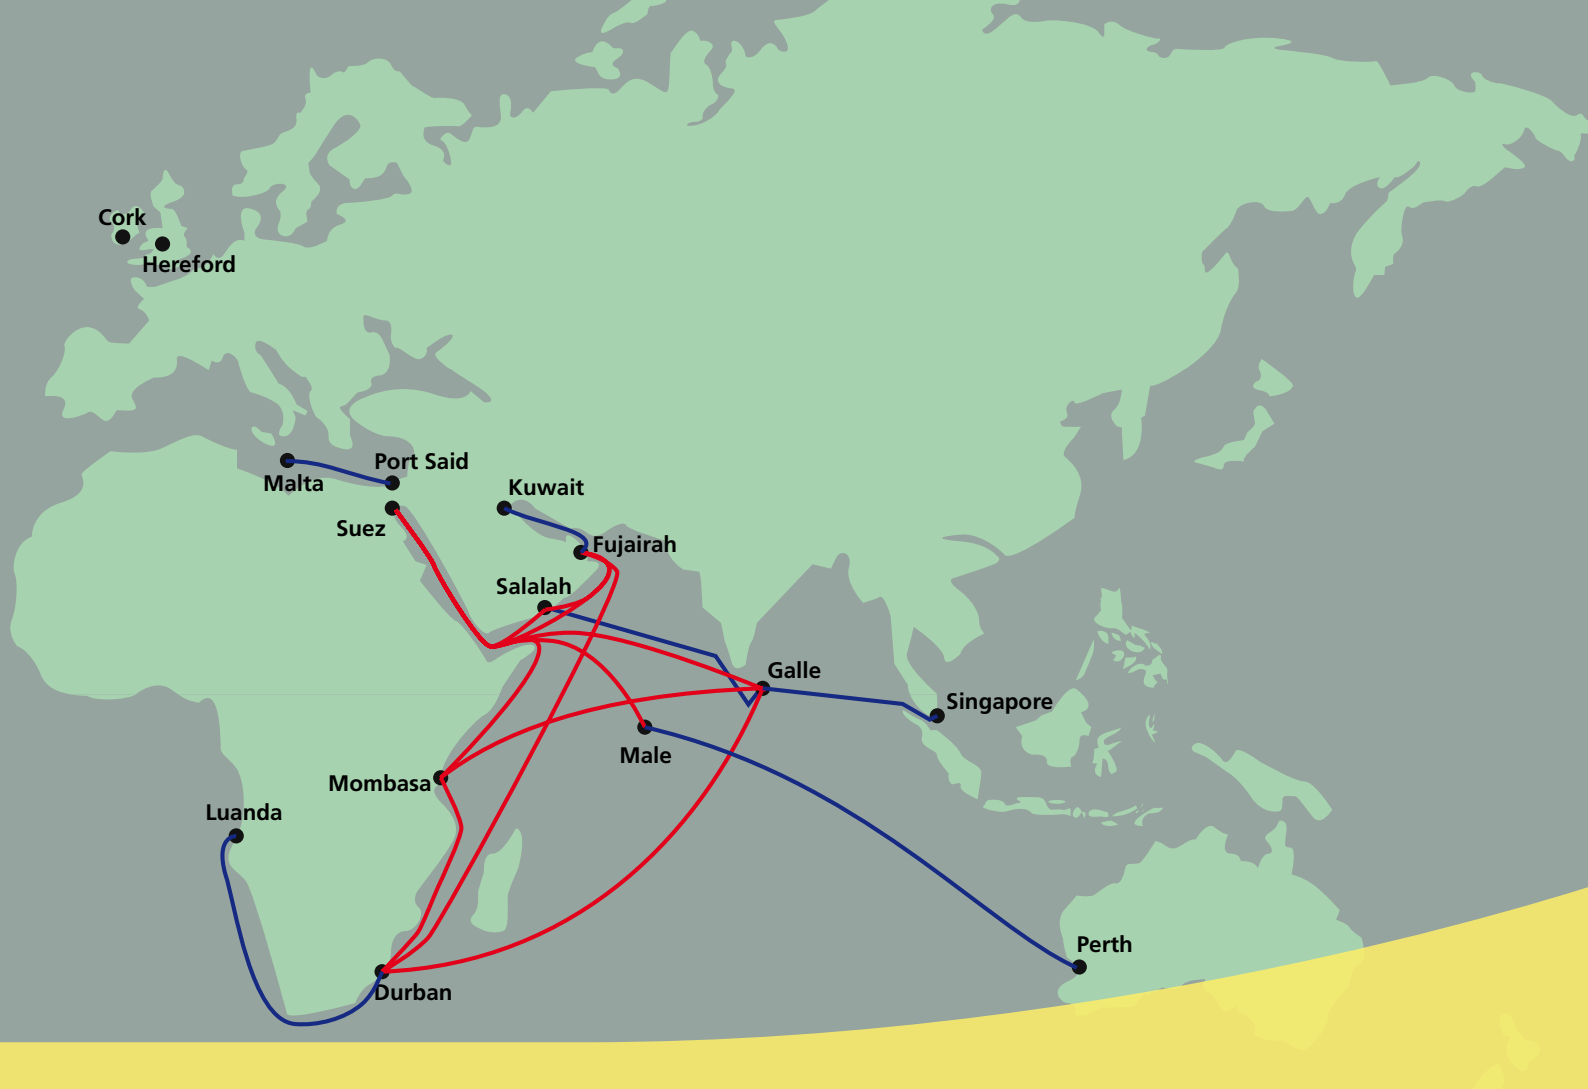 Cork
Hereford
Malta
Port Said
Suez
Kuwait
Fujairah
Salalah
Galle
Singapore
Male
Mombasa
Luanda
Perth
Durban